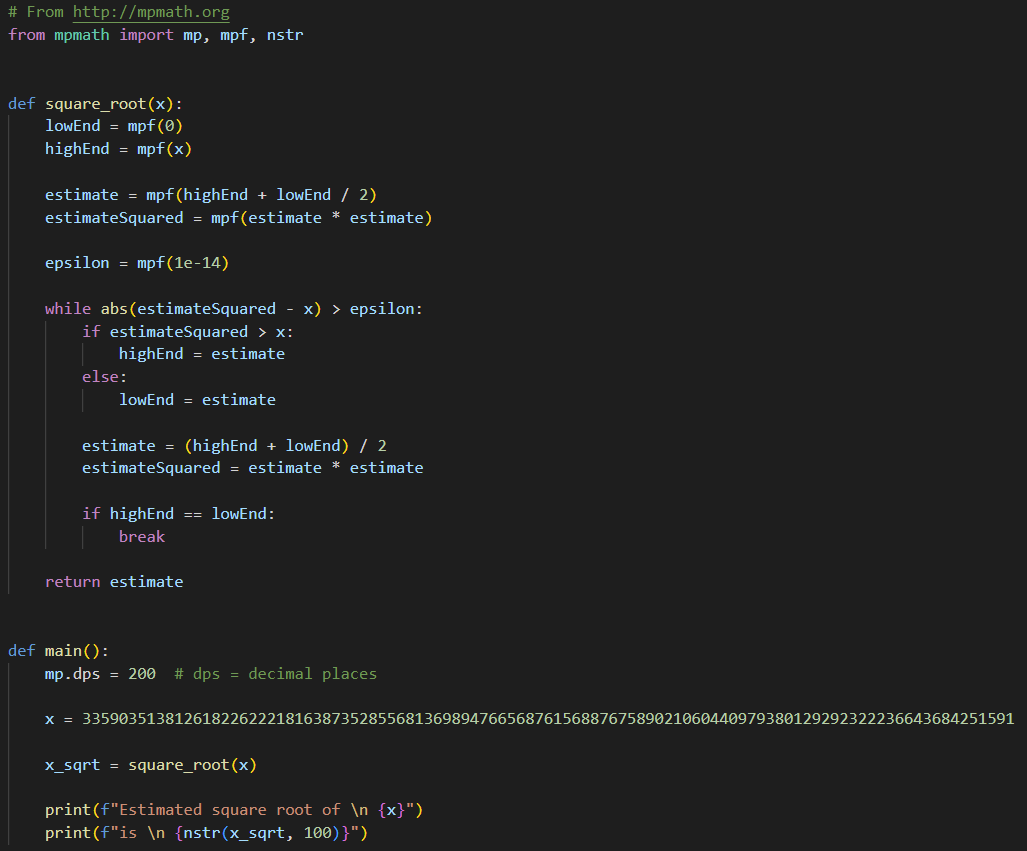 # From http://mpmath.org
from mpmath import mp, mpf, nstr
def square_root(x):
lowEnd = mpf(0)
highEnd = mpf(x)
estimate = mpf(highEnd + lowEnd / 2)
estimateSquared = mpf(estimate * estimate)
epsilon = mpf(1e-14)
while abs(estimateSquared - x) > epsilon:
if estimateSquared > x:
highEnd = estimate
else:
lowEnd = estimate
estimate = (highEnd + lowEnd) / 2
estimateSquared = estimate * estimate
if highEnd == lowEnd:
break
return estimate
def main():
mp.dps = 200  # dps = decimal places
x = 33590351381261822622218163873528556813698947665687615688767589021060440979380129292322236643684251591
x_sqrt = square_root(x)
print(f"Estimated square root of \n {x}")
print(f"is \n {nstr(x_sqrt, 100)}")